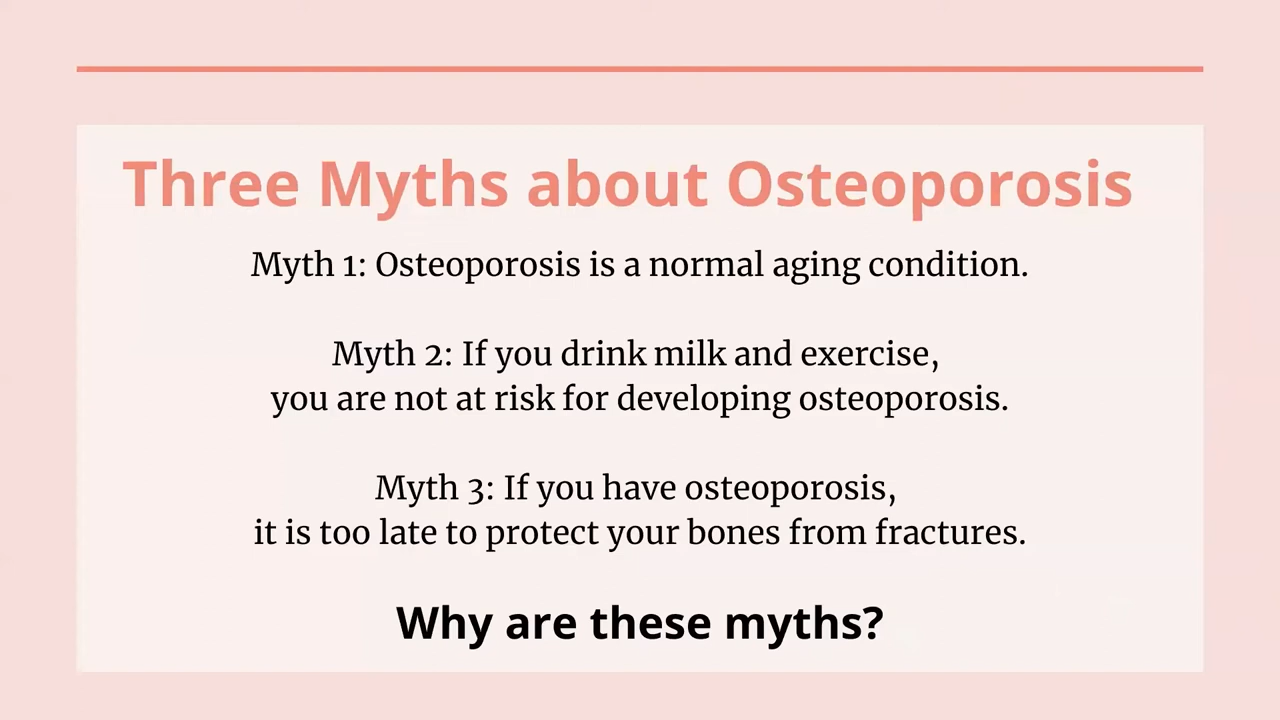 Three Myths about Osteoporosis
Myth 1: Osteoporosis is a normal aging condition.
Myth 2: If you drink milk and exercise,
you are not at risk for developing osteoporosis.
Myth 3: If you have osteoporosis,
it is too late to protect your bones from fractures.
Why are these myths?